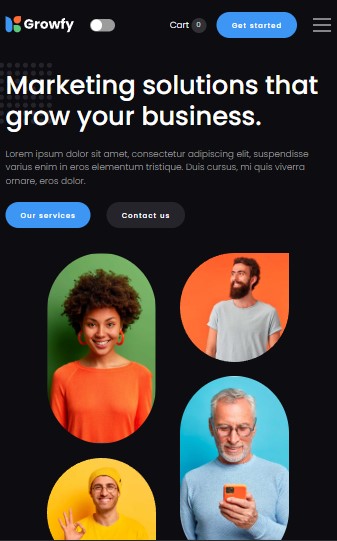 Growfy
Cart 0
Get started
Marketing solutions that
grow your business.
Lorem ipsum dolor sit amet, consectetur adipiscing elit, suspendisse
varius enim in eros elementum tristique. Duis cursus, mi quis viverra
ornare, eros dolor.
Our services
Contact us